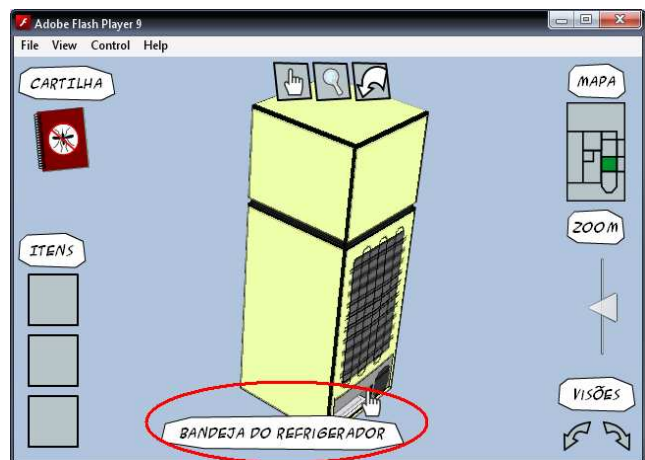 Adobe Flash Player 9
File View Control Help
CARTILHA
MAPA
ZOOM
ITENS
VISÕES
BANDEJA DO REFRIGERADOR